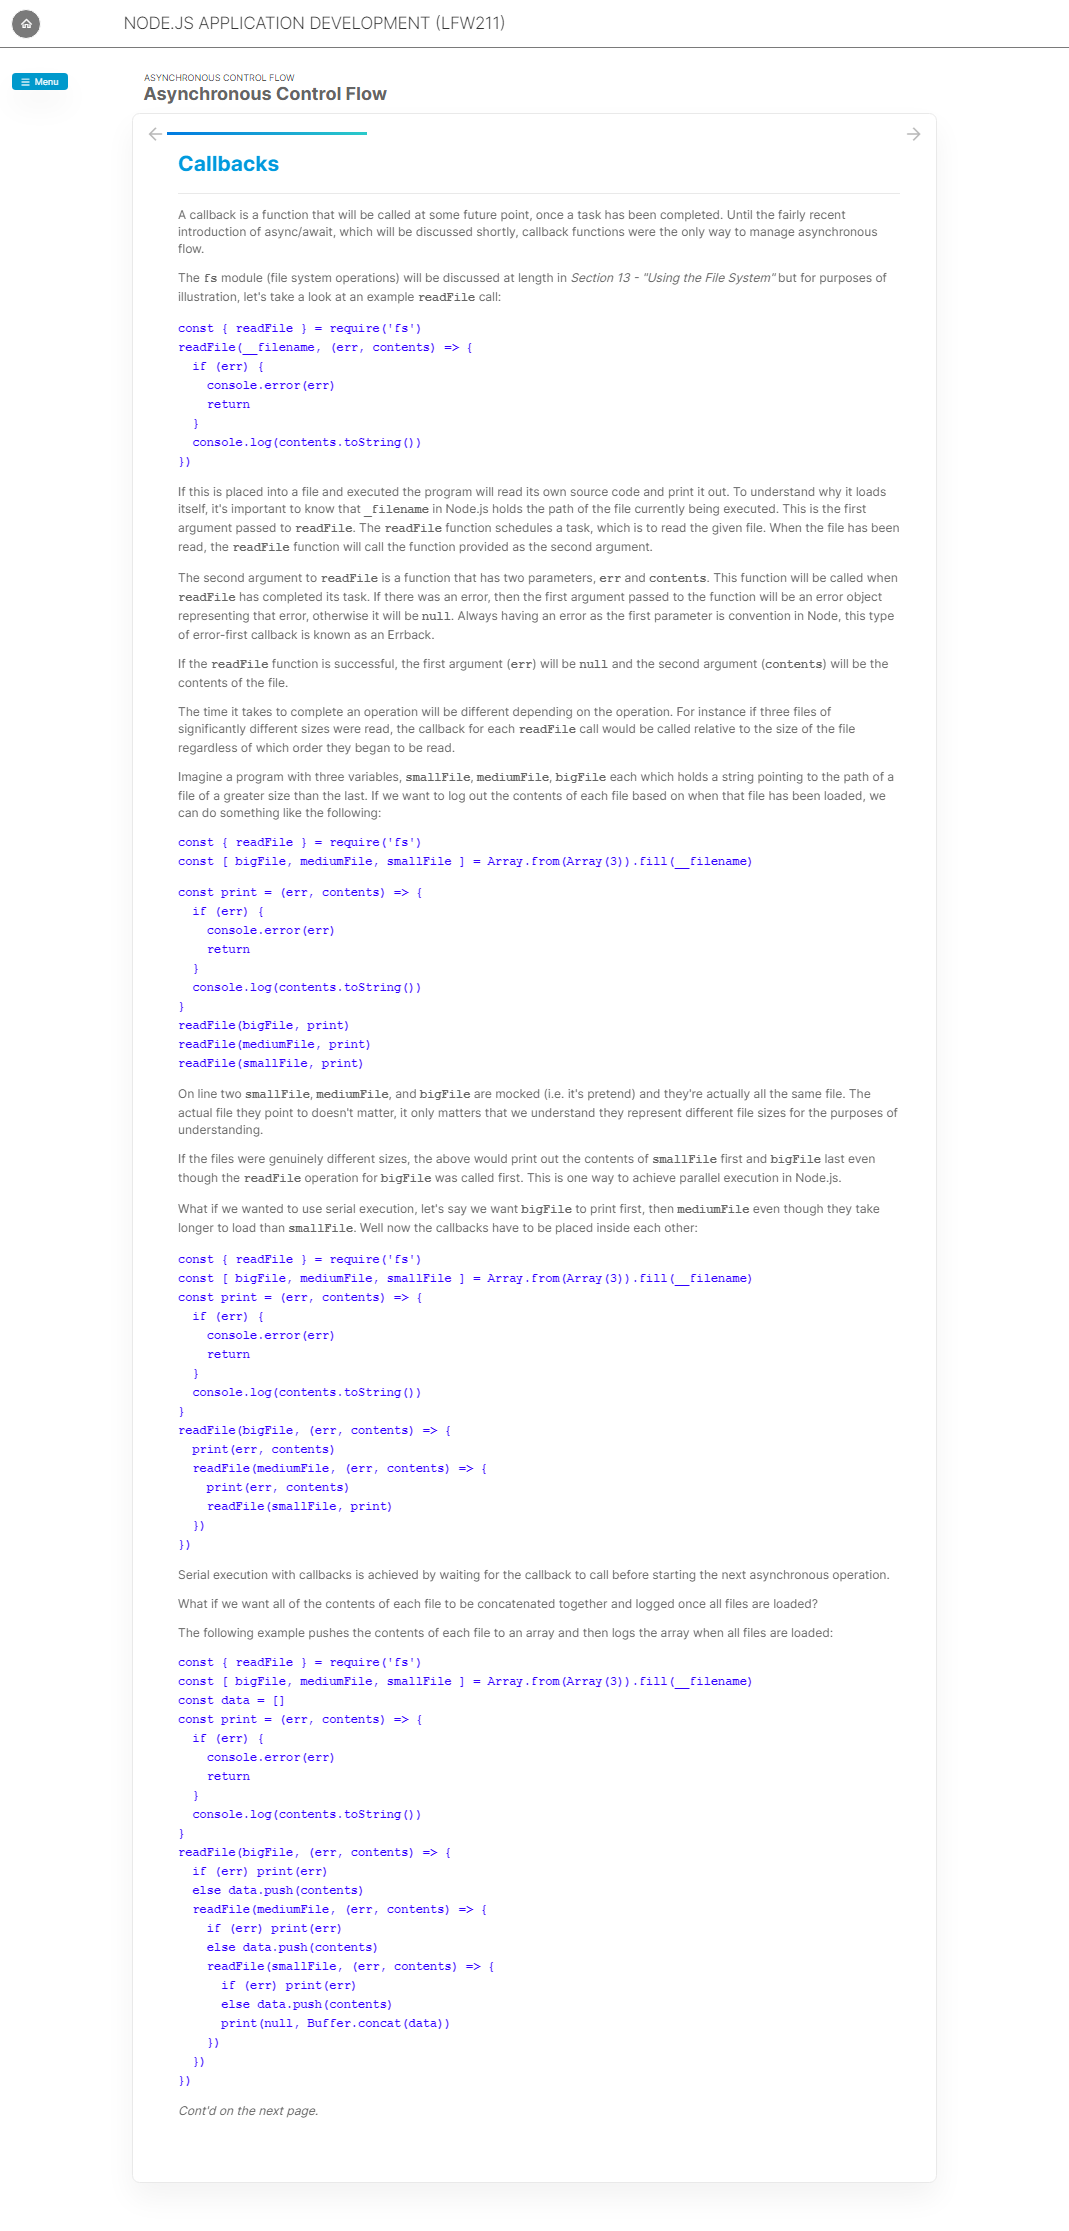 NODE.JS APPLICATION DEVELOPMENT (LFW211)
Menu
ASYNCHRONOUS CONTROL FLOW
Asynchronous Control Flow
Callbacks
A callback is a function that will be called at some future point, once a task has been completed. Until the fairly recent
introduction of async/await, which will be discussed shortly, callback functions were the only way to manage asynchronous
flow.
The fs module (file system operations) will be discussed at length in Section 13 - "Using the File System" but for purposes of
illustration, let's take a look at an example readFile call:
const { readFile } = require('fs')
readFile(__filename, (err, contents) => {
  if (err) {
    console.error(err)
    return
  }
  console.log(contents.toString())
})
If this is placed into a file and executed the program will read its own source code and print it out. To understand why it loads
itself, it's important to know that _filename in Node.js holds the path of the file currently being executed. This is the first
argument passed to readFile. The readFile function schedules a task, which is to read the given file. When the file has been
read, the readFile function will call the function provided as the second argument.
The second argument to readFile is a function that has two parameters, err and contents. This function will be called when
readFile has completed its task. If there was an error, then the first argument passed to the function will be an error object
representing that error, otherwise it will be null. Always having an error as the first parameter is convention in Node, this type
of error-first callback is known as an Errback.
If the readFile function is successful, the first argument (err) will be null and the second argument (contents) will be the
contents of the file.
The time it takes to complete an operation will be different depending on the operation. For instance if three files of
significantly different sizes were read, the callback for each readFile call would be called relative to the size of the file
regardless of which order they began to be read.
Imagine a program with three variables, smallFile, mediumFile, bigFile each which holds a string pointing to the path of a
file of a greater size than the last. If we want to log out the contents of each file based on when that file has been loaded, we
can do something like the following:
const { readFile } = require('fs')
const [ bigFile, mediumFile, smallFile ] = Array.from(Array(3)).fill(__filename)
const print = (err, contents) => {
  if (err) {
    console.error(err)
    return
  }
  console.log(contents.toString())
}
readFile(bigFile, print)
readFile(mediumFile, print)
readFile(smallFile, print)
On line two smallFile, mediumFile, and bigFile are mocked (i.e. it's pretend) and they're actually all the same file. The
actual file they point to doesn't matter, it only matters that we understand they represent different file sizes for the purposes of
understanding.
If the files were genuinely different sizes, the above would print out the contents of smallFile first and bigFile last even
though the readFile operation for bigFile was called first. This is one way to achieve parallel execution in Node.js.
What if we wanted to use serial execution, let's say we want bigFile to print first, then mediumFile even though they take
longer to load than smallFile. Well now the callbacks have to be placed inside each other:
const { readFile } = require('fs')
const [ bigFile, mediumFile, smallFile ] = Array.from(Array(3)).fill(__filename)
const print = (err, contents) => {
  if (err) {
    console.error(err)
    return
  }
  console.log(contents.toString())
}
readFile(bigFile, (err, contents) => {
  print(err, contents)
  readFile(mediumFile, (err, contents) => {
    print(err, contents)
    readFile(smallFile, print)
  })
})
Serial execution with callbacks is achieved by waiting for the callback to call before starting the next asynchronous operation.
What if we want all of the contents of each file to be concatenated together and logged once all files are loaded?
The following example pushes the contents of each file to an array and then logs the array when all files are loaded:
const { readFile } = require('fs')
const [ bigFile, mediumFile, smallFile ] = Array.from(Array(3)).fill(__filename)
const data = []
const print = (err, contents) => {
  if (err) {
    console.error(err)
    return
  }
  console.log(contents.toString())
}
readFile(bigFile, (err, contents) => {
  if (err) print(err)
  else data.push(contents)
  readFile(mediumFile, (err, contents) => {
    if (err) print(err)
    else data.push(contents)
    readFile(smallFile, (err, contents) => {
      if (err) print(err)
      else data.push(contents)
      print(null, Buffer.concat(data))
    })
  })
})
Cont'd on the next page.